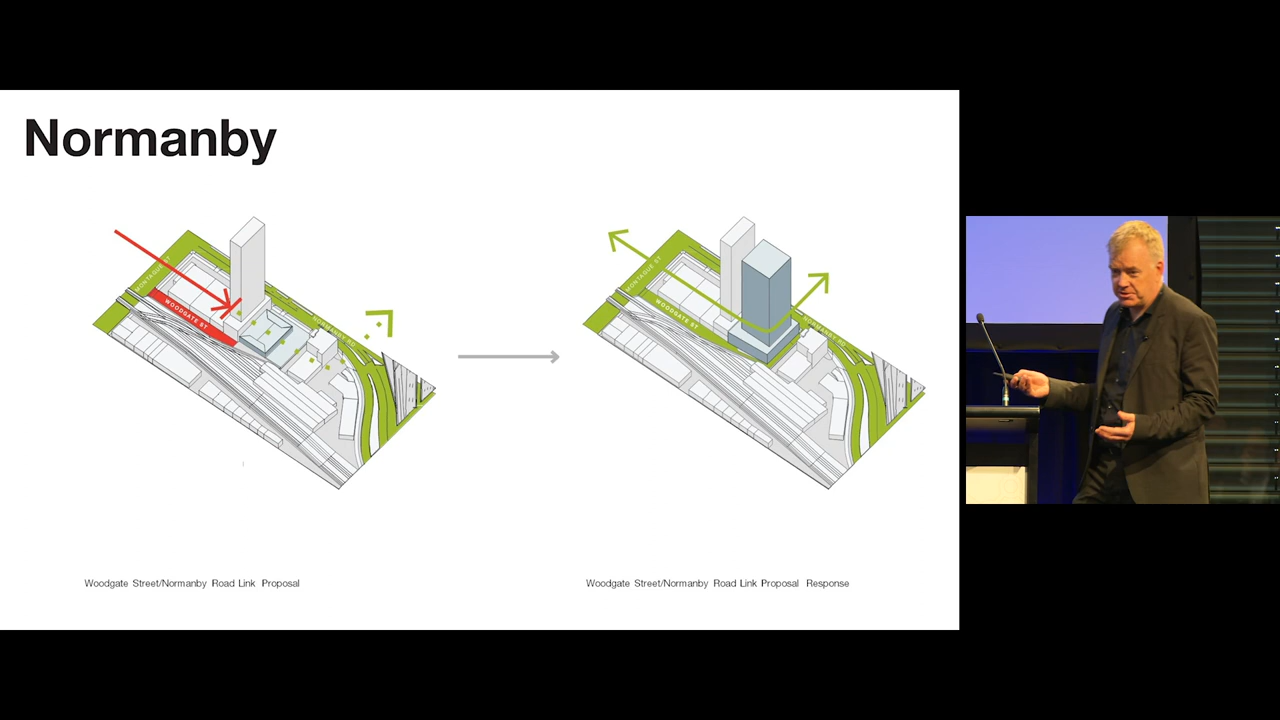 Normanby
MONTAGUE ST
WOODGATE ST
NORMANBY RD
MONTAGUE ST
WOODGATE ST
NORMANBY RD
Woodgate Street/Normanby Road Link Proposal
Woodgate Street/Normanby Road Link Proposal Response